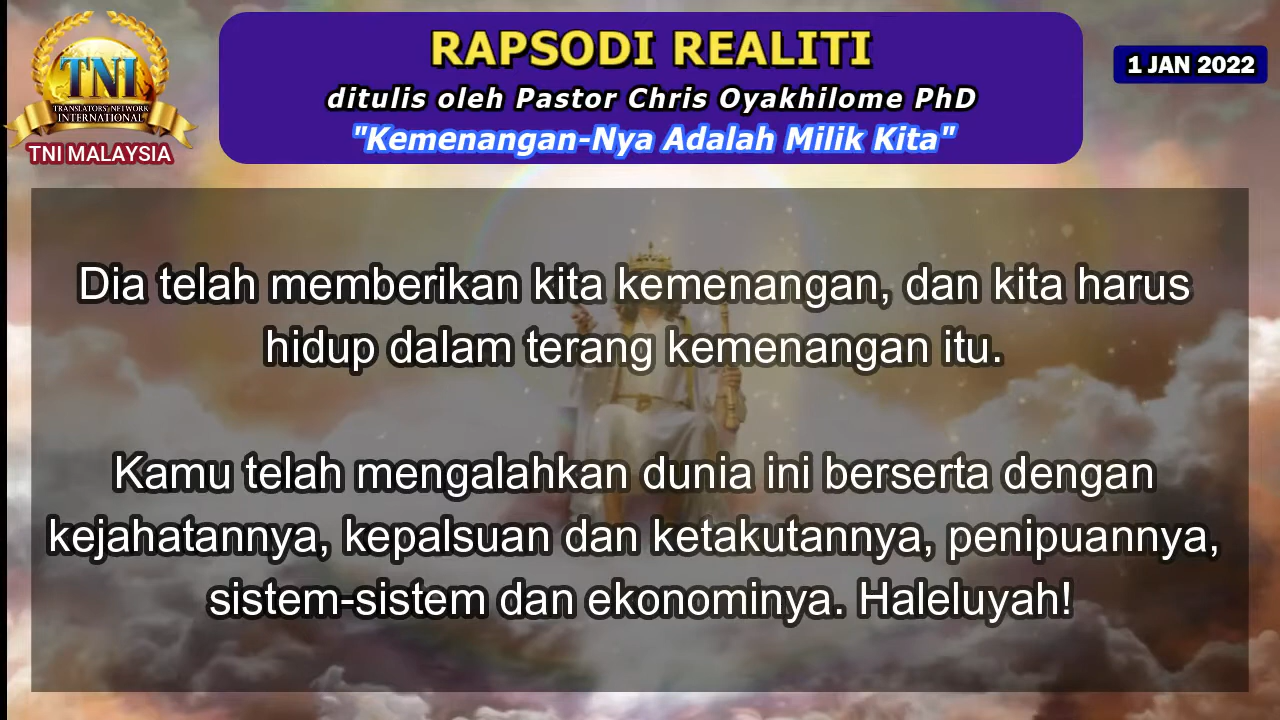 TNI
TRANSLATORS' NETWORK
INTERNATIONAL
TNI MALAYSIA
RAPSODI REALITI
ditulis oleh Pastor Chris Oyakhilome PhD
"Kemenangan-Nya Adalah Milik Kita"
1 JAN 2022
Dia telah memberikan kita kemenangan, dan kita harus
hidup dalam terang kemenangan itu.
Kamu telah mengalahkan dunia ini berserta dengan
kejahatannya, kepalsuan dan ketakutannya, penipuannya,
sistem-sistem dan ekonominya. Haleluyah!